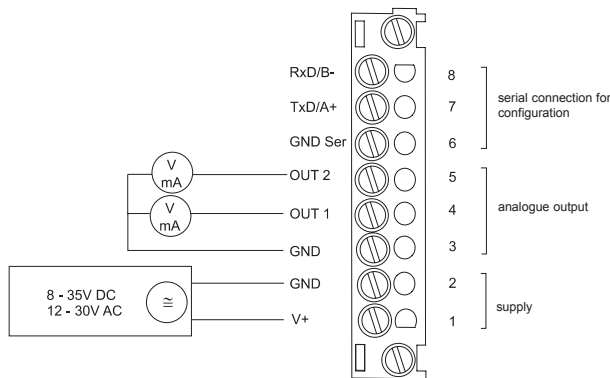 RxD/B-
8
TxD/A+
7
serial connection for
configuration
GND Ser
6
V
mA
OUT 2
5
V
mA
OUT 1
4
analogue output
GND
3
8 - 35V DC
12 - 30V AC
≅
GND
2
supply
V+
1